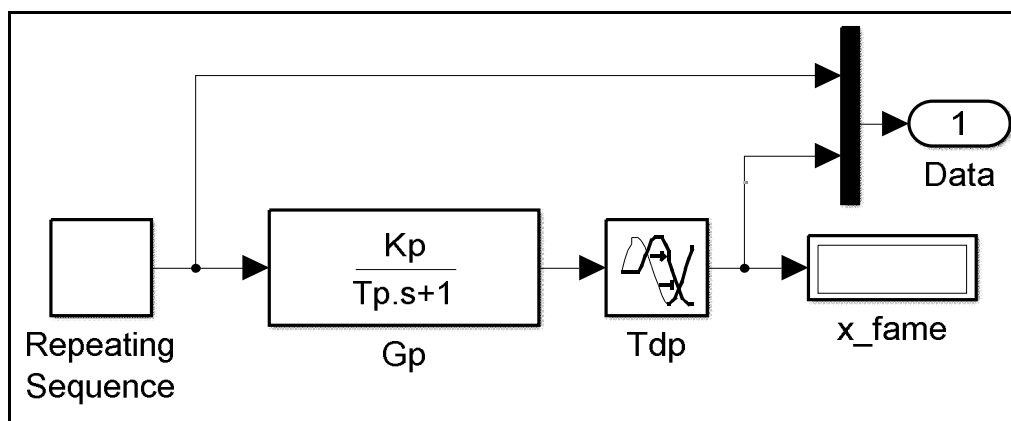 1
Data
Kp
Tp.s+1
Repeating
Sequence
Gp
Tdp
x_fame